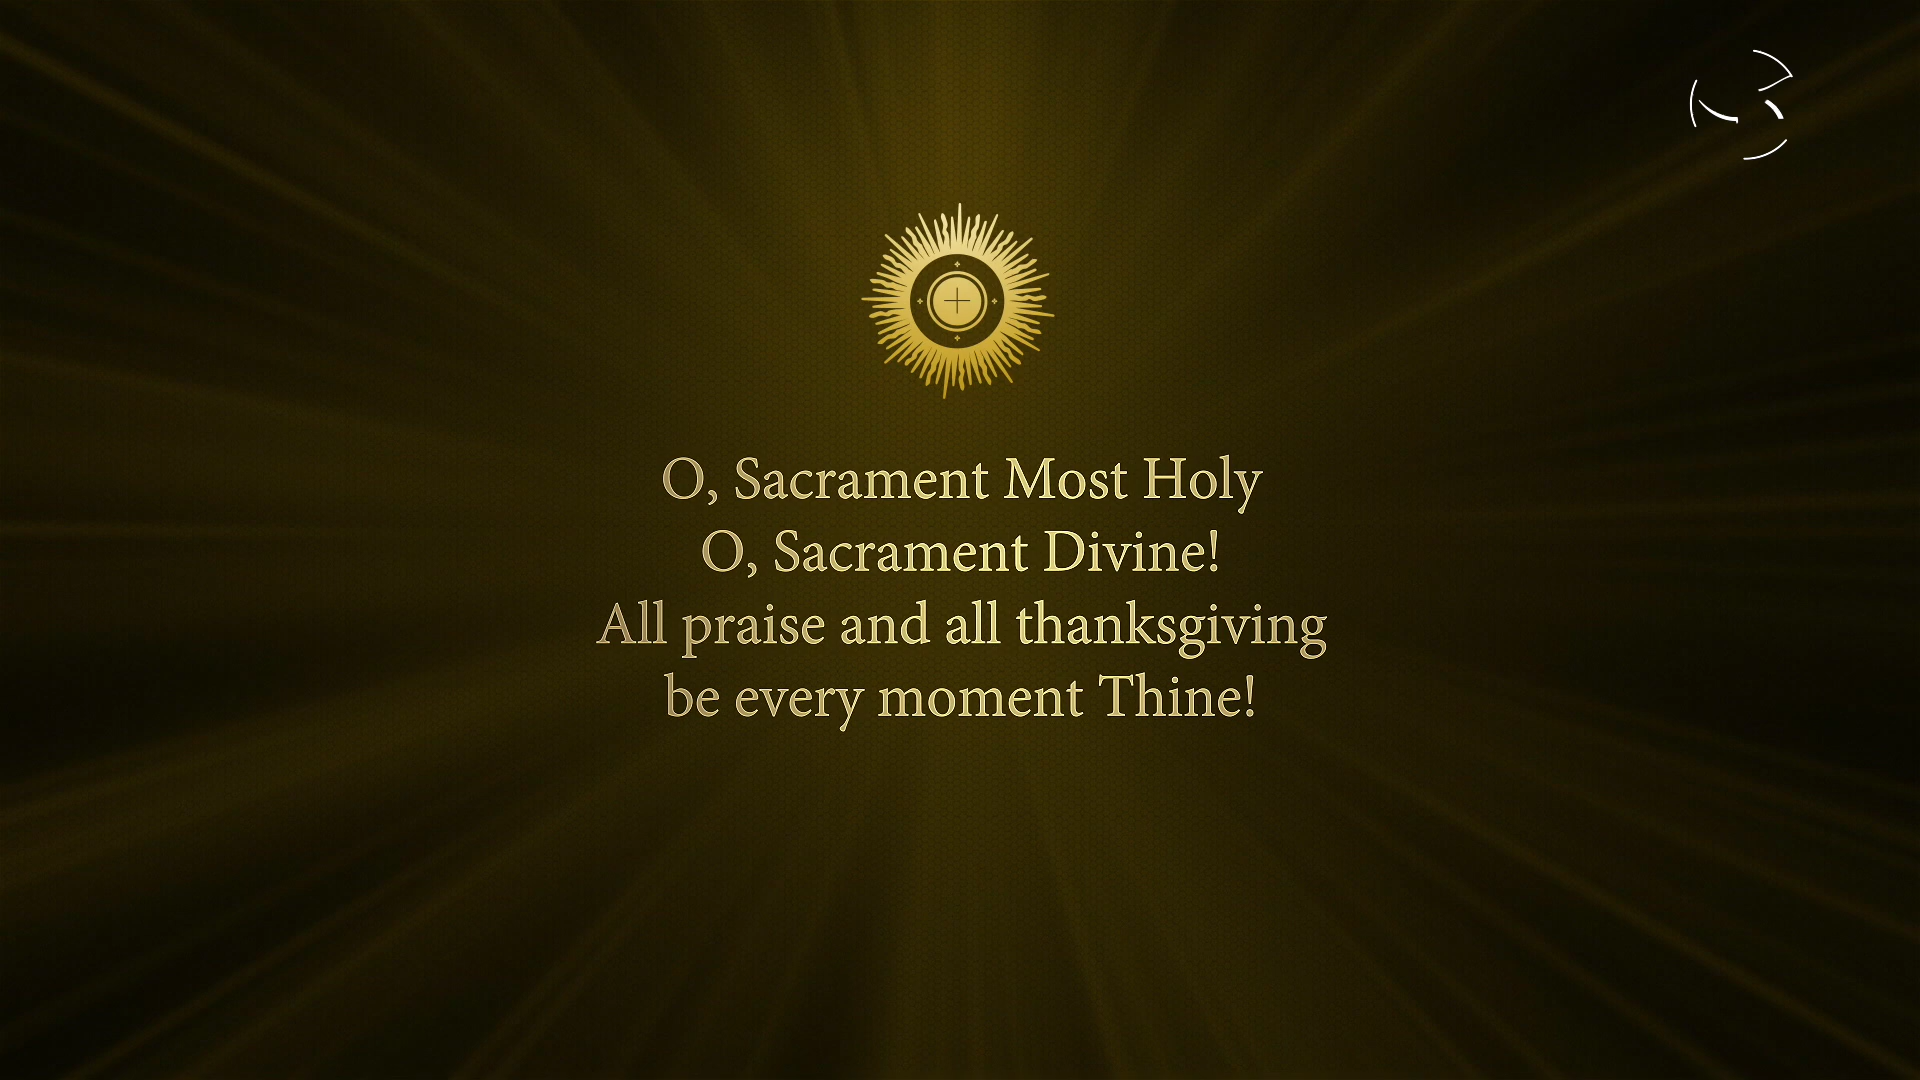 O, Sacrament Most Holy
O, Sacrament Divine!
All praise and all thanksgiving
be every moment Thine!